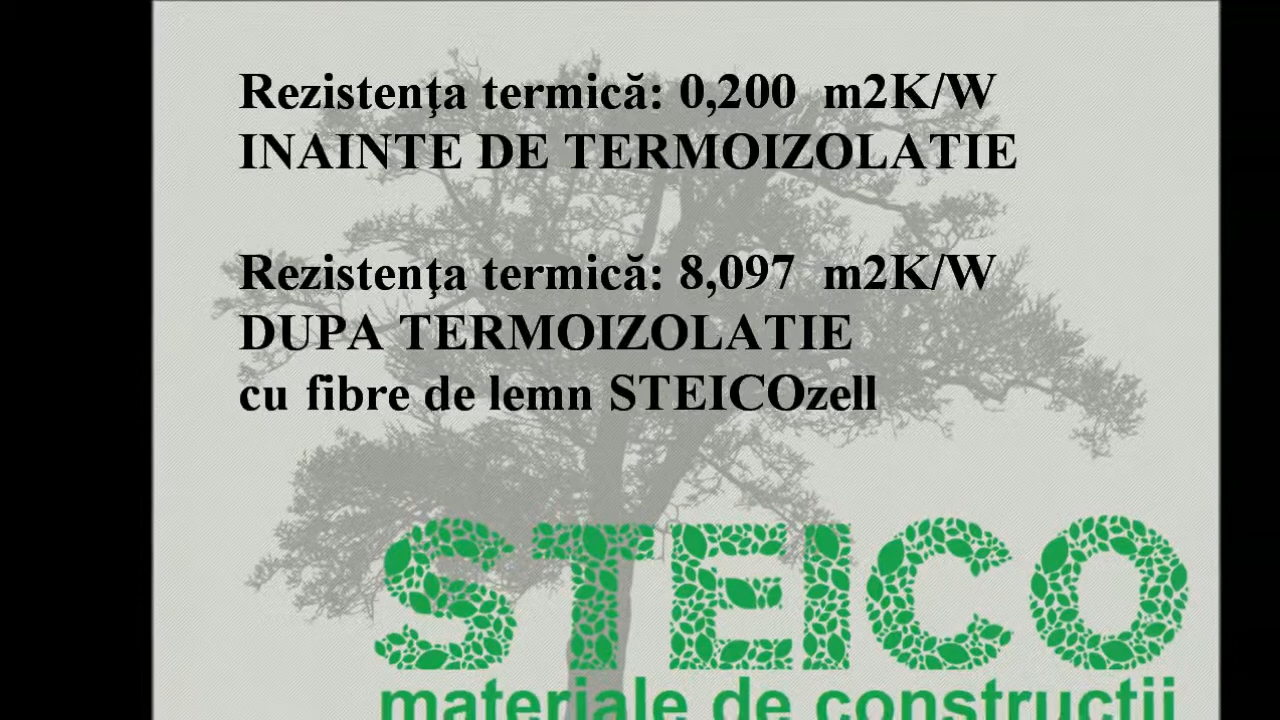 Rezistenţa termică: 0,200 m2K/W
INAINTE DE TERMOIZOLATIE
Rezistenţa termică: 8,097 m2K/W
DUPA TERMOIZOLATIE
cu fibre de lemn STEICOzell
STEICO
materiale de constructii